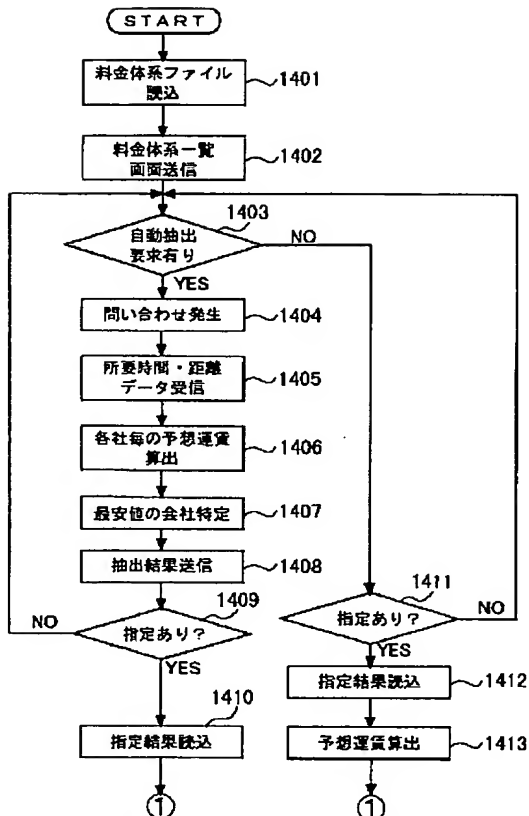 START
料金体系ファイル
読込
1401
料金体系一覧
画面送信
1402
1403
自動抽出
要求有り
NO
YES
問い合わせ発生
1404
所要時間・距離
データ受信
1405
各社毎の予想運賃
算出
1406
最安値の会社特定
1407
抽出結果送信
1408
1409
NO
指定あり?
YES
1410
指定結果読込
①
1411
指定あり?
NO
YES
指定結果読込
1412
予想運賃算出
1413
①